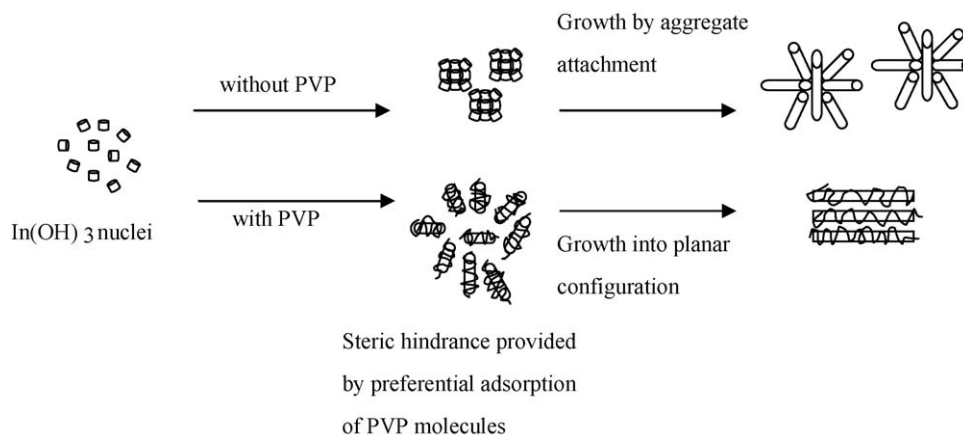 Growth by aggregate
attachment
without PVP
with PVP
In(OH) 3 nuclei
Growth into planar
configuration
Steric hindrance provided
by preferential adsorption
of PVP molecules